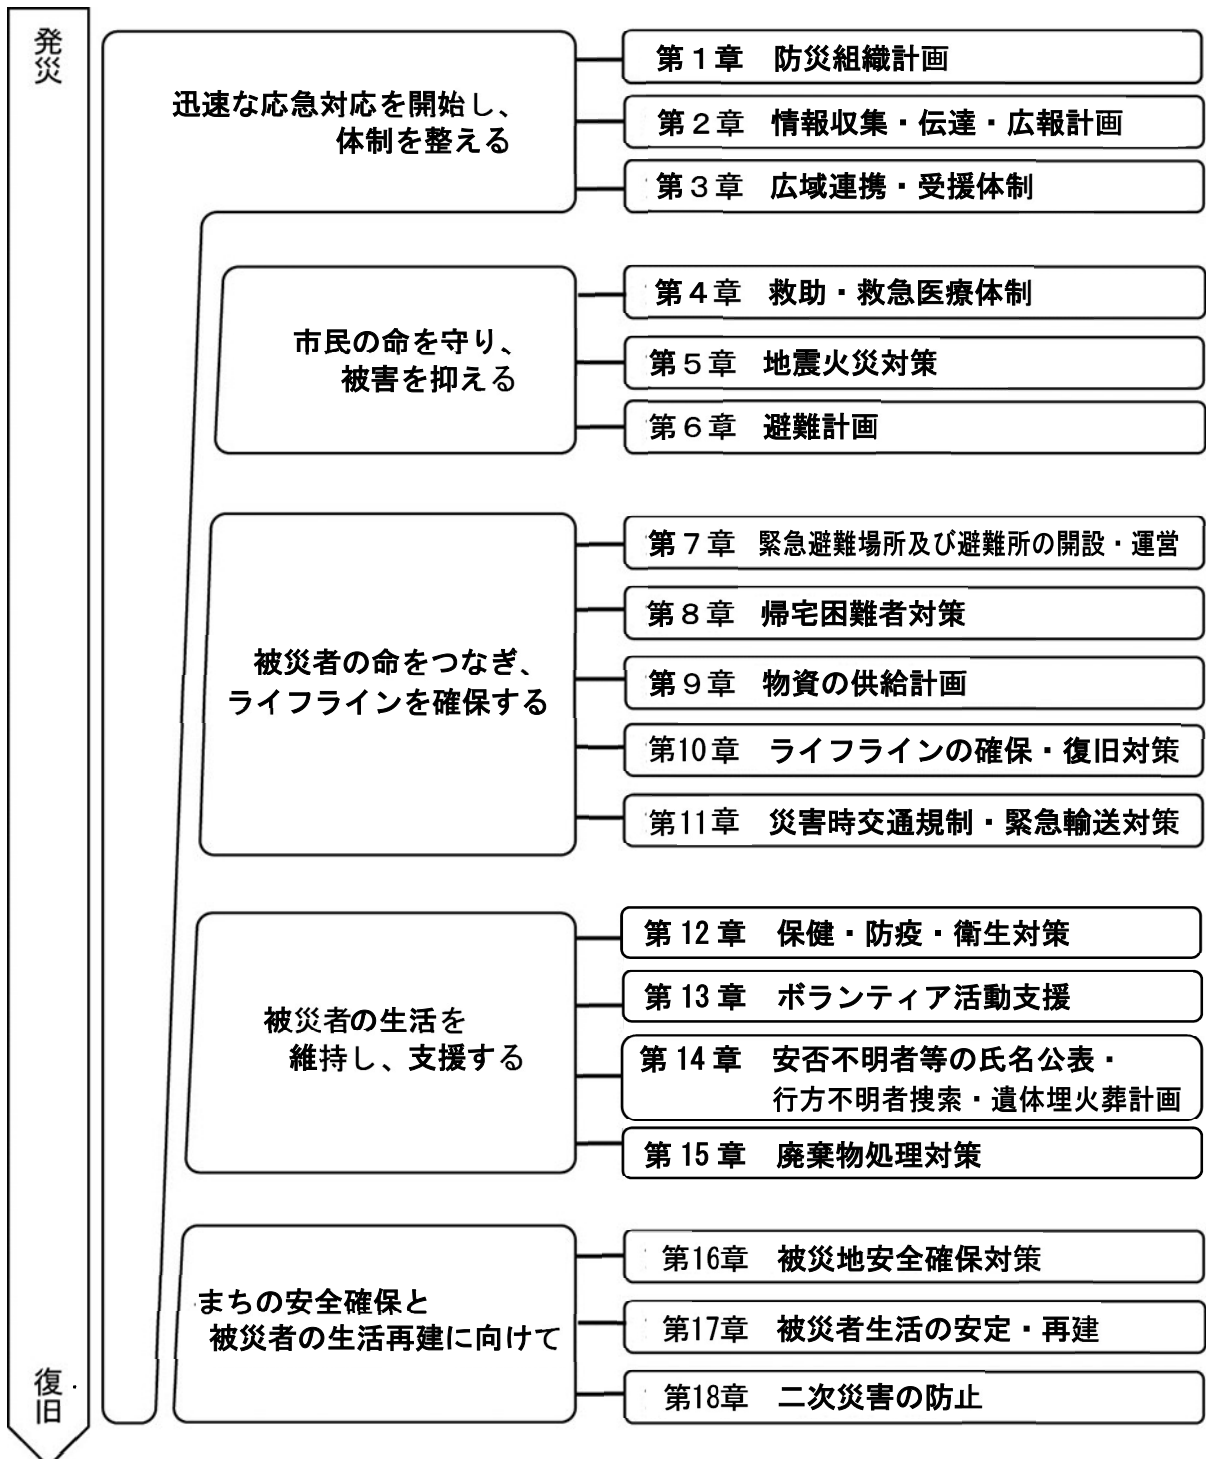 発災
迅速な応急対応を開始し、
体制を整える
第１章 防災組織計画
第２章 情報収集・伝達・広報計画
第３章 広域連携・受援体制
市民の命を守り、
被害を抑える
第４章 救助・救急医療体制
第５章 地震火災対策
第６章 避難計画
被災者の命をつなぎ、
ライフラインを確保する
第７章 緊急避難場所及び避難所の開設・運営
第８章 帰宅困難者対策
第９章 物資の供給計画
第10章 ライフラインの確保・復旧対策
第11章 災害時交通規制・緊急輸送対策
被災者の生活を
維持し、支援する
第 12 章 保健・防疫・衛生対策
第 13 章 ボランティア活動支援
第 14 章 安否不明者等の氏名公表・
行方不明者捜索・遺体埋火葬計画
第 15 章 廃棄物処理対策
まちの安全確保と
被災者の生活再建に向けて
第16章 被災地安全確保対策
第17章 被災者生活の安定・再建
第18章 二次災害の防止
復旧